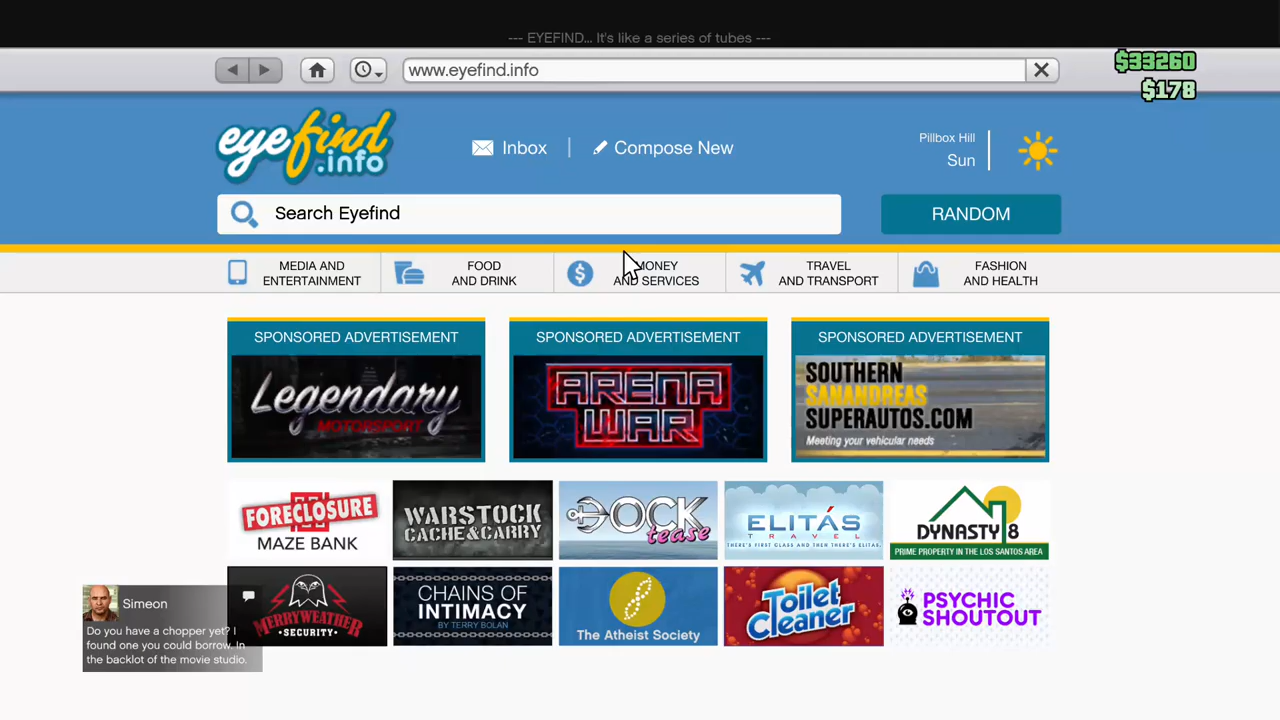 --- EYEFIND... It's like a series of tubes ---
www.eyefind.info
$33260
$178
eyefind
.info
Inbox
Compose New
Pillbox Hill
Sun
Search Eyefind
RANDOM
MEDIA AND
ENTERTAINMENT
FOOD
AND DRINK
MONEY
AND SERVICES
TRAVEL
AND TRANSPORT
FASHION
AND HEALTH
SPONSORED ADVERTISEMENT
Legendary
MOTORSPORT
SPONSORED ADVERTISEMENT
ARENA
WAR
SPONSORED ADVERTISEMENT
SOUTHERN
SANANDREAS
SUPERAUTOS.COM
Meeting your vehicular needs
FORECLOSURE
MAZE BANK
WARSTOCK
CACHE&CARRY
DOCK
tease
ELITÁS
TRAVEL
THERE'S FIRST CLASS AND THEN THERE'S ELITÁS
DYNASTY 8
PRIME PROPERTY IN THE LOS SANTOS AREA
MERRYWEATHER
SECURITY
CHAINS OF
INTIMACY
BY TERRY BOLAN
The Atheist Society
Toilet
Cleaner
PSYCHIC
SHOUTOUT
Simeon
Do you have a chopper yet? I
found one you could borrow. In
the backlot of the movie studio.